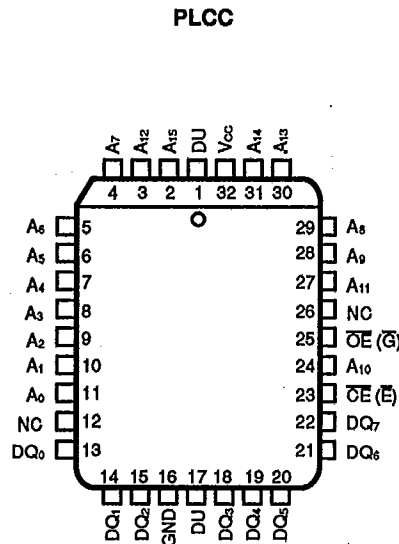 PLCC
A7 A12 A15 DU Vcc A14 A13
4 3 2 1 32 31 30
A6 5 29 A8
A5 6 28 A9
A4 7 27 A11
A3 8 26 NC
A2 9 25 OE (G)
A1 10 24 A10
A0 11 23 CE (E)
NC 12 22 DQ7
DQ0 13 21 DQ6
14 15 16 17 18 19 20
DQ1 DQ2 GND DU DQ3 DQ4 DQ5